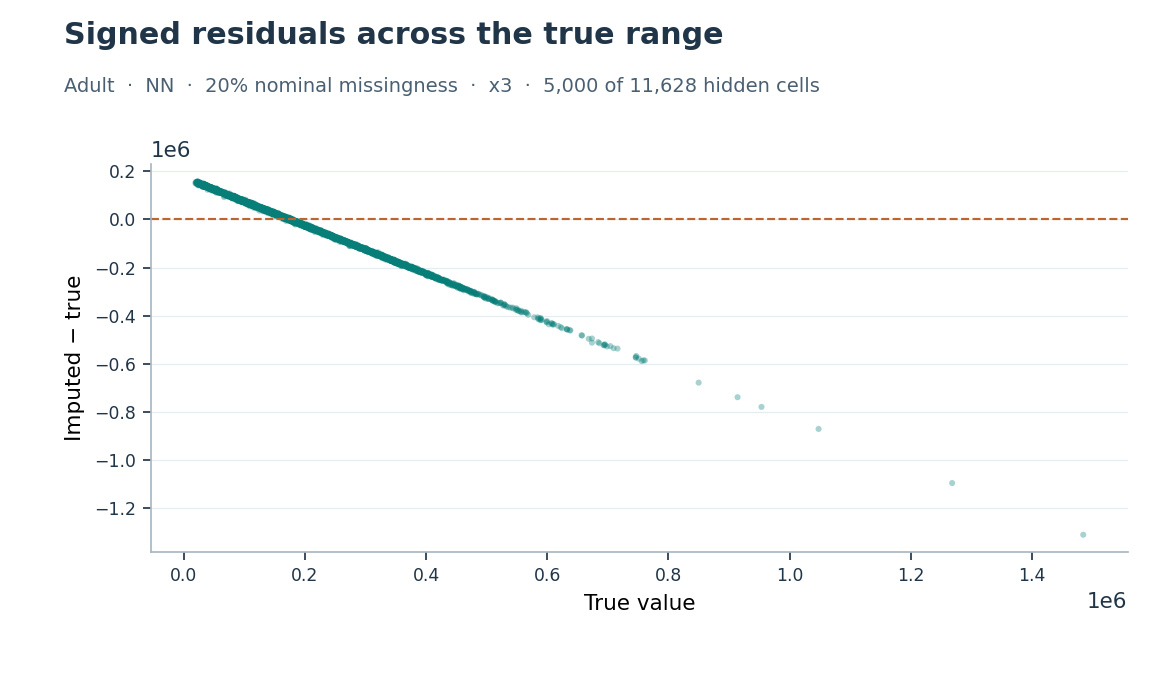 Signed residuals across the true range
Adult · NN · 20% nominal missingness · x3 · 5,000 of 11,628 hidden cells
1e6
0.2
0.0
−0.2
−0.4
−0.6
−0.8
−1.0
−1.2
Imputed − true
0.0 0.2 0.4 0.6 0.8 1.0 1.2 1.4
True value
1e6